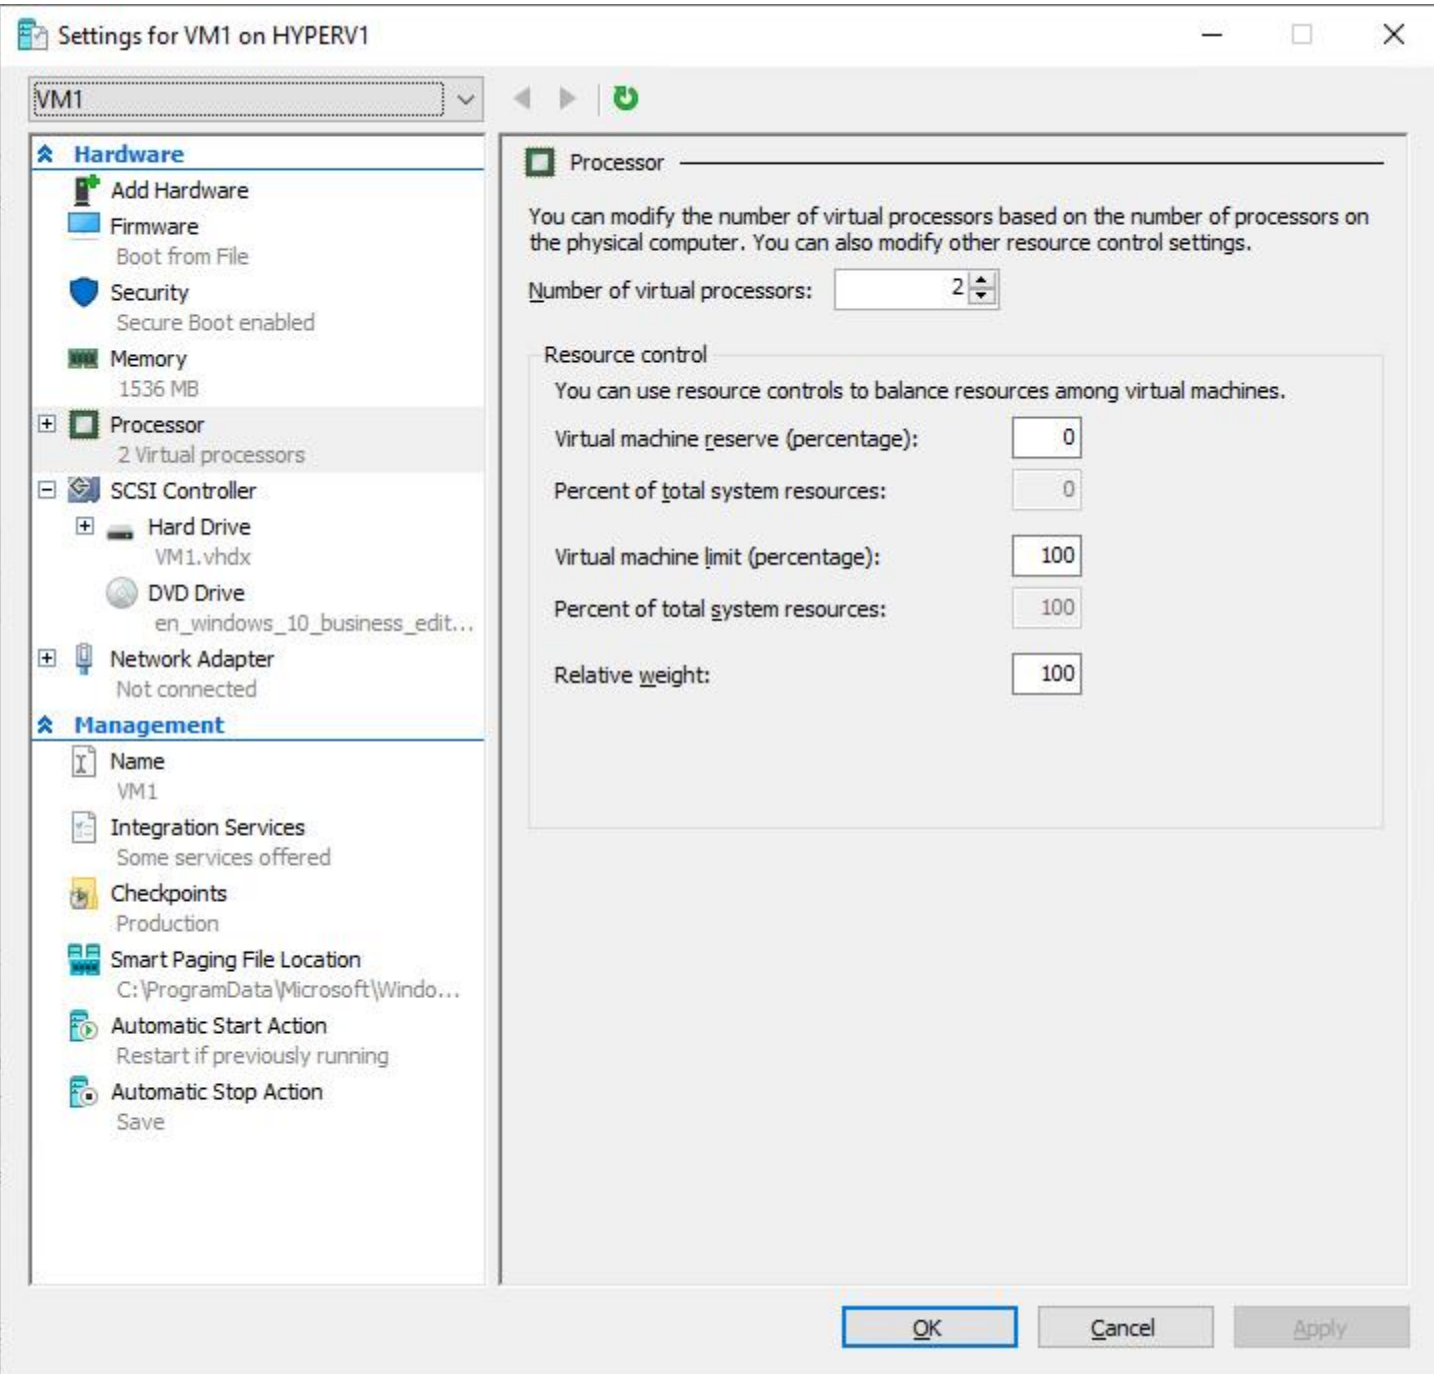 Settings for VM1 on HYPERV1
VM1
Hardware
Add Hardware
Firmware
Boot from File
Security
Secure Boot enabled
Memory
1536 MB
Processor
2 Virtual processors
SCSI Controller
Hard Drive
VM1.vhdx
DVD Drive
en_windows_10_business_edit...
Network Adapter
Not connected
Management
Name
VM1
Integration Services
Some services offered
Checkpoints
Production
Smart Paging File Location
C:\ProgramData\Microsoft\Windo...
Automatic Start Action
Restart if previously running
Automatic Stop Action
Save
Processor
You can modify the number of virtual processors based on the number of processors on
the physical computer. You can also modify other resource control settings.
Number of virtual processors: 2
Resource control
You can use resource controls to balance resources among virtual machines.
Virtual machine reserve (percentage): 0
Percent of total system resources: 0
Virtual machine limit (percentage): 100
Percent of total system resources: 100
Relative weight: 100
OK Cancel Apply